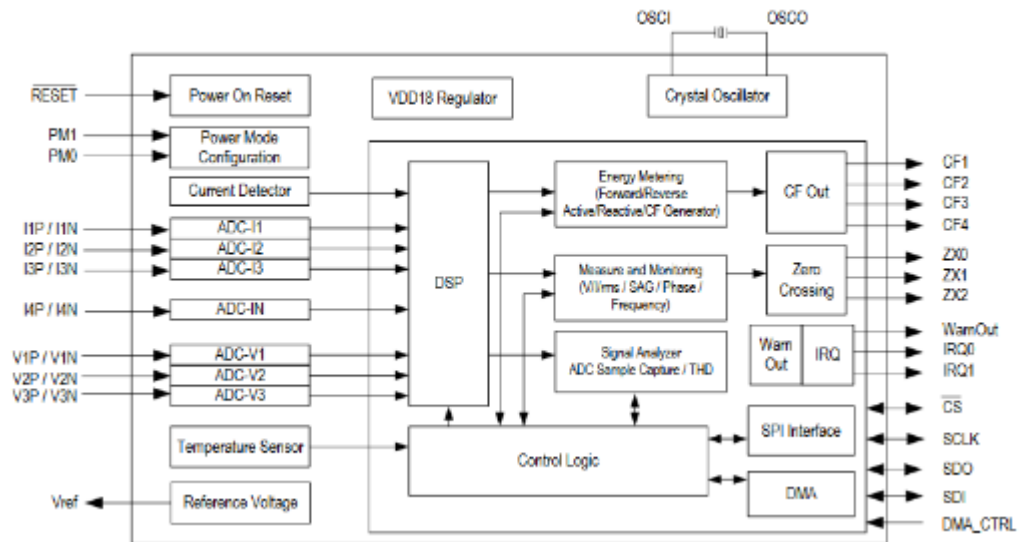 OSCI
OSCO
RESET
Power On Reset
VDD18 Regulator
Crystal Oscillator
PM1
PM0
Power Mode
Configuration
Current Detector
I1P / I1N
ADC-I1
I2P / I2N
ADC-I2
I3P / I3N
ADC-I3
I4P / I4N
ADC-IN
V1P / V1N
ADC-V1
V2P / V2N
ADC-V2
V3P / V3N
ADC-V3
Temperature Sensor
Vref
Reference Voltage
DSP
Energy Metering
(Forward/Reverse
Active/Reactive/CF Generator)
CF Out
CF1
CF2
CF3
CF4
Measure and Monitoring
(V/I/rms / SAG / Phase /
Frequency)
Zero
Crossing
ZX0
ZX1
ZX2
Signal Analyzer
ADC Sample Capture / THD
Warn
Out
IRQ
WarnOut
IRQ0
IRQ1
Control Logic
SPI Interface
DMA
CS
SCLK
SDO
SDI
DMA_CTRL